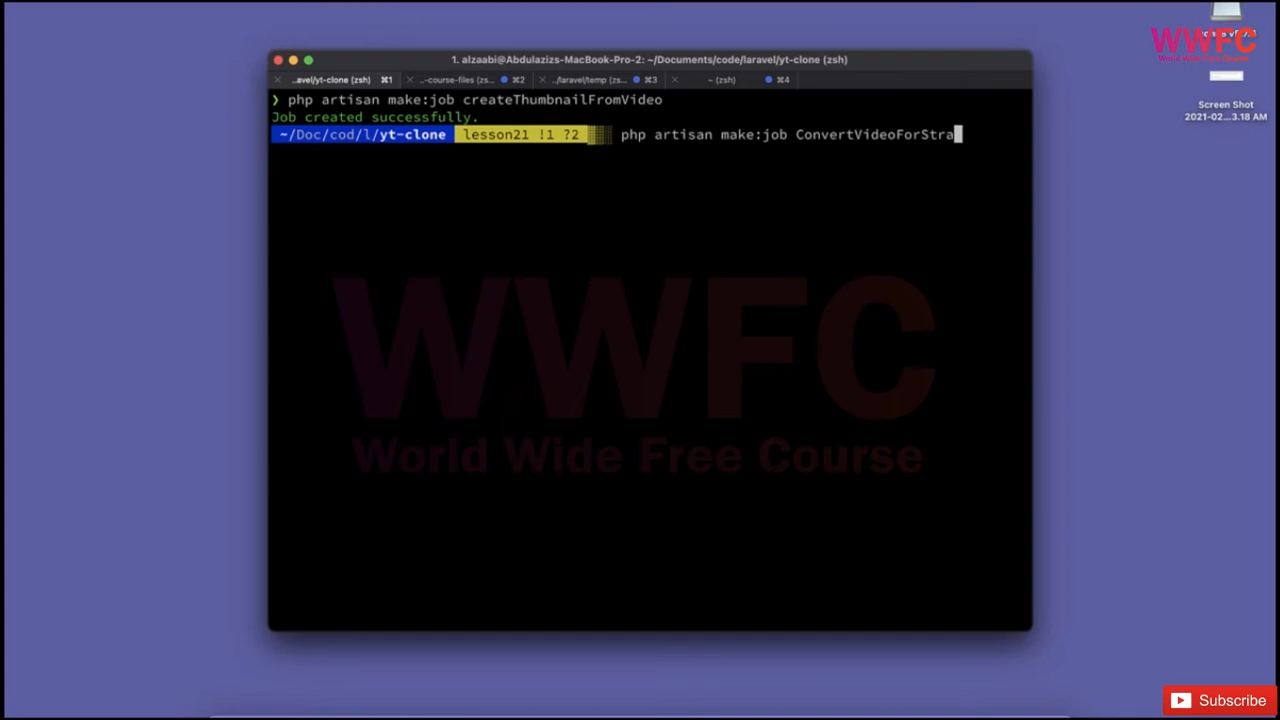 1. alzaabi@Abdulazizs-MacBook-Pro-2: ~/Documents/code/laravel/yt-clone (zsh)
..avel/yt-clone (zsh) ⌘1 ..-course-files (zs... ⌘2 ../laravel/temp (zs... ⌘3 ~ (zsh) ⌘4
❯ php artisan make:job createThumbnailFromVideo
Job created successfully.
~/Doc/cod/l/yt-clone lesson21 !1 ?2 php artisan make:job ConvertVideoForStra
WWFC
World Wide Free Course
WWFC
World Wide Free Course
Screen Shot
2021-02...3.18 AM
Subscribe